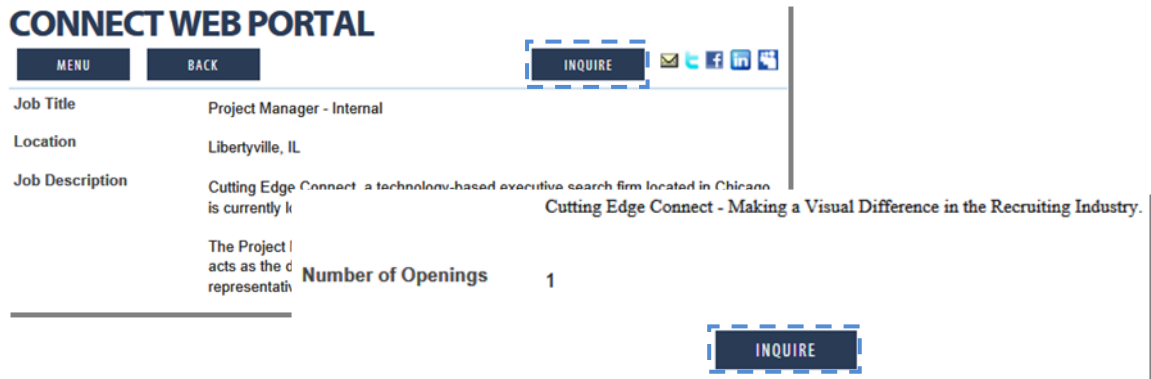 CONNECT WEB PORTAL
MENU BACK INQUIRE
Job Title Project Manager - Internal
Location Libertyville, IL
Job Description Cutting Edge Connect, a technology-based executive search firm located in Chicago
is currently
The Project
acts as the
Cutting Edge Connect - Making a Visual Difference in the Recruiting Industry.
Number of Openings 1
INQUIRE